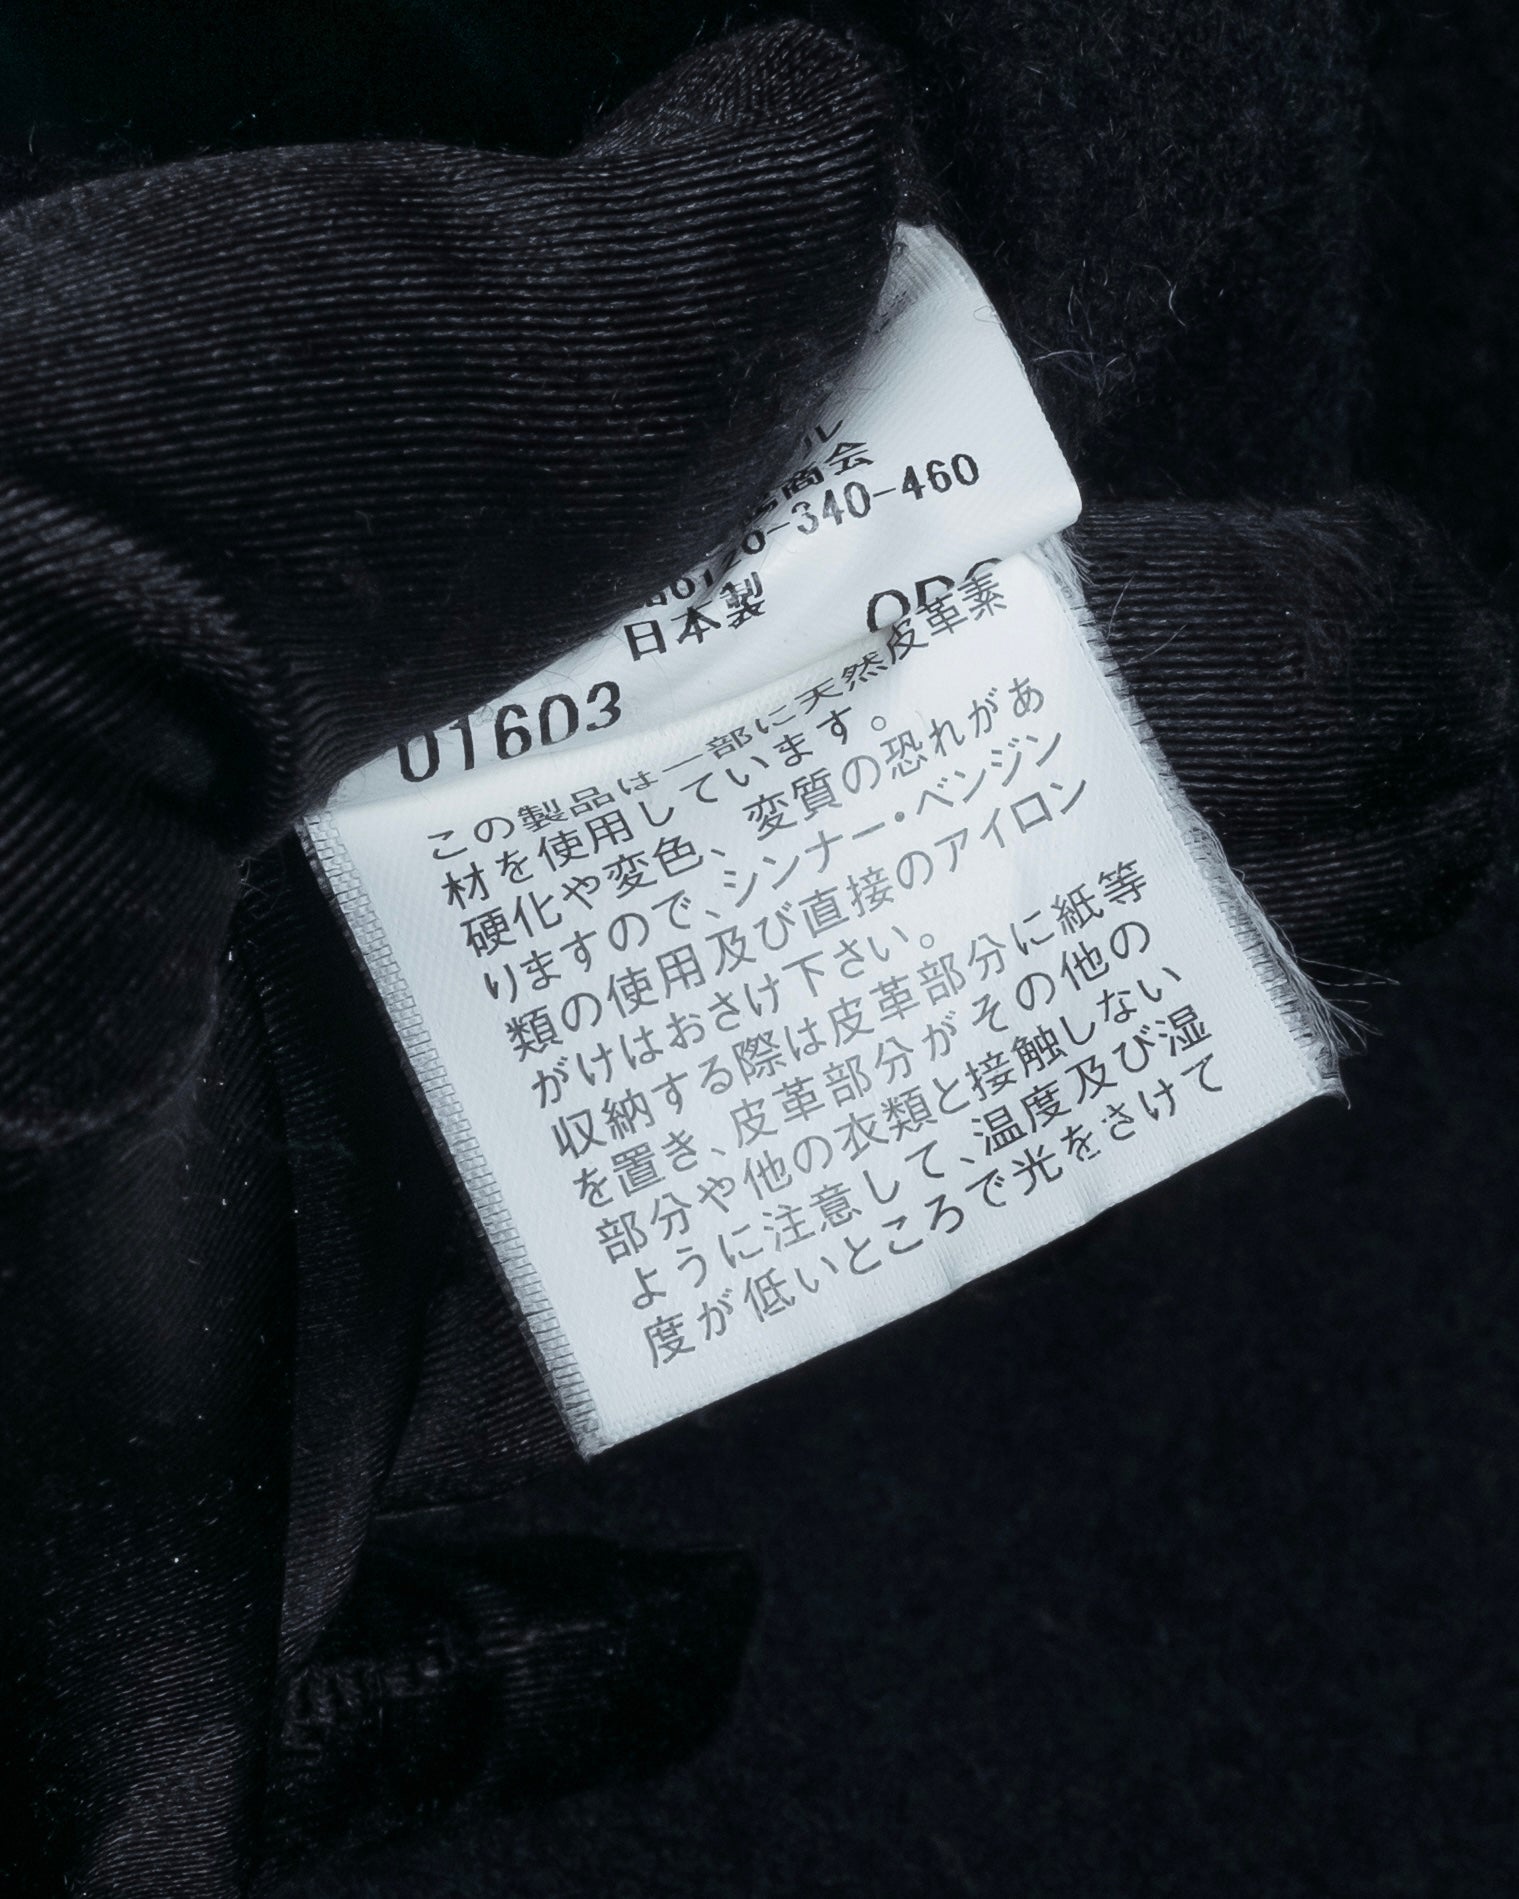 商会
-340-460
日本製
01603
この製品は一部に天然皮革素
材を使用しています。
硬化や変色、変質の恐れがあ
りますので、シンナー・ベンジン
類の使用及び直接のアイロン
がけはおさけ下さい。
収納する際は皮革部分に紙等
を置き、皮革部分がその他の
部分や他の衣類と接触しない
ように注意して、温度及び湿
度が低いところで光をさけて